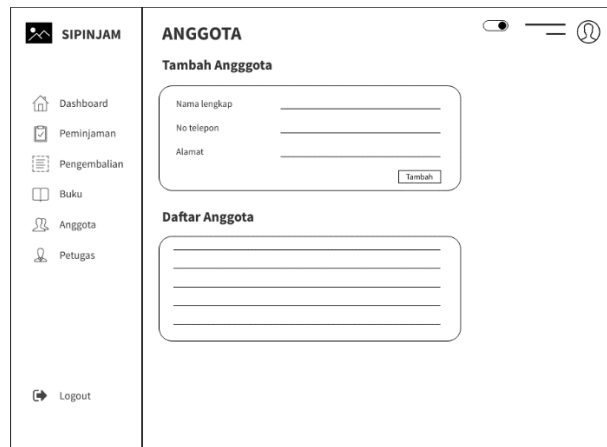 SIPINJAM
Dashboard
Peminjaman
Pengembalian
Buku
Anggota
Petugas
Logout
ANGGOTA
Tambah Angggota
Nama lengkap
No telepon
Alamat
Tambah
Daftar Anggota